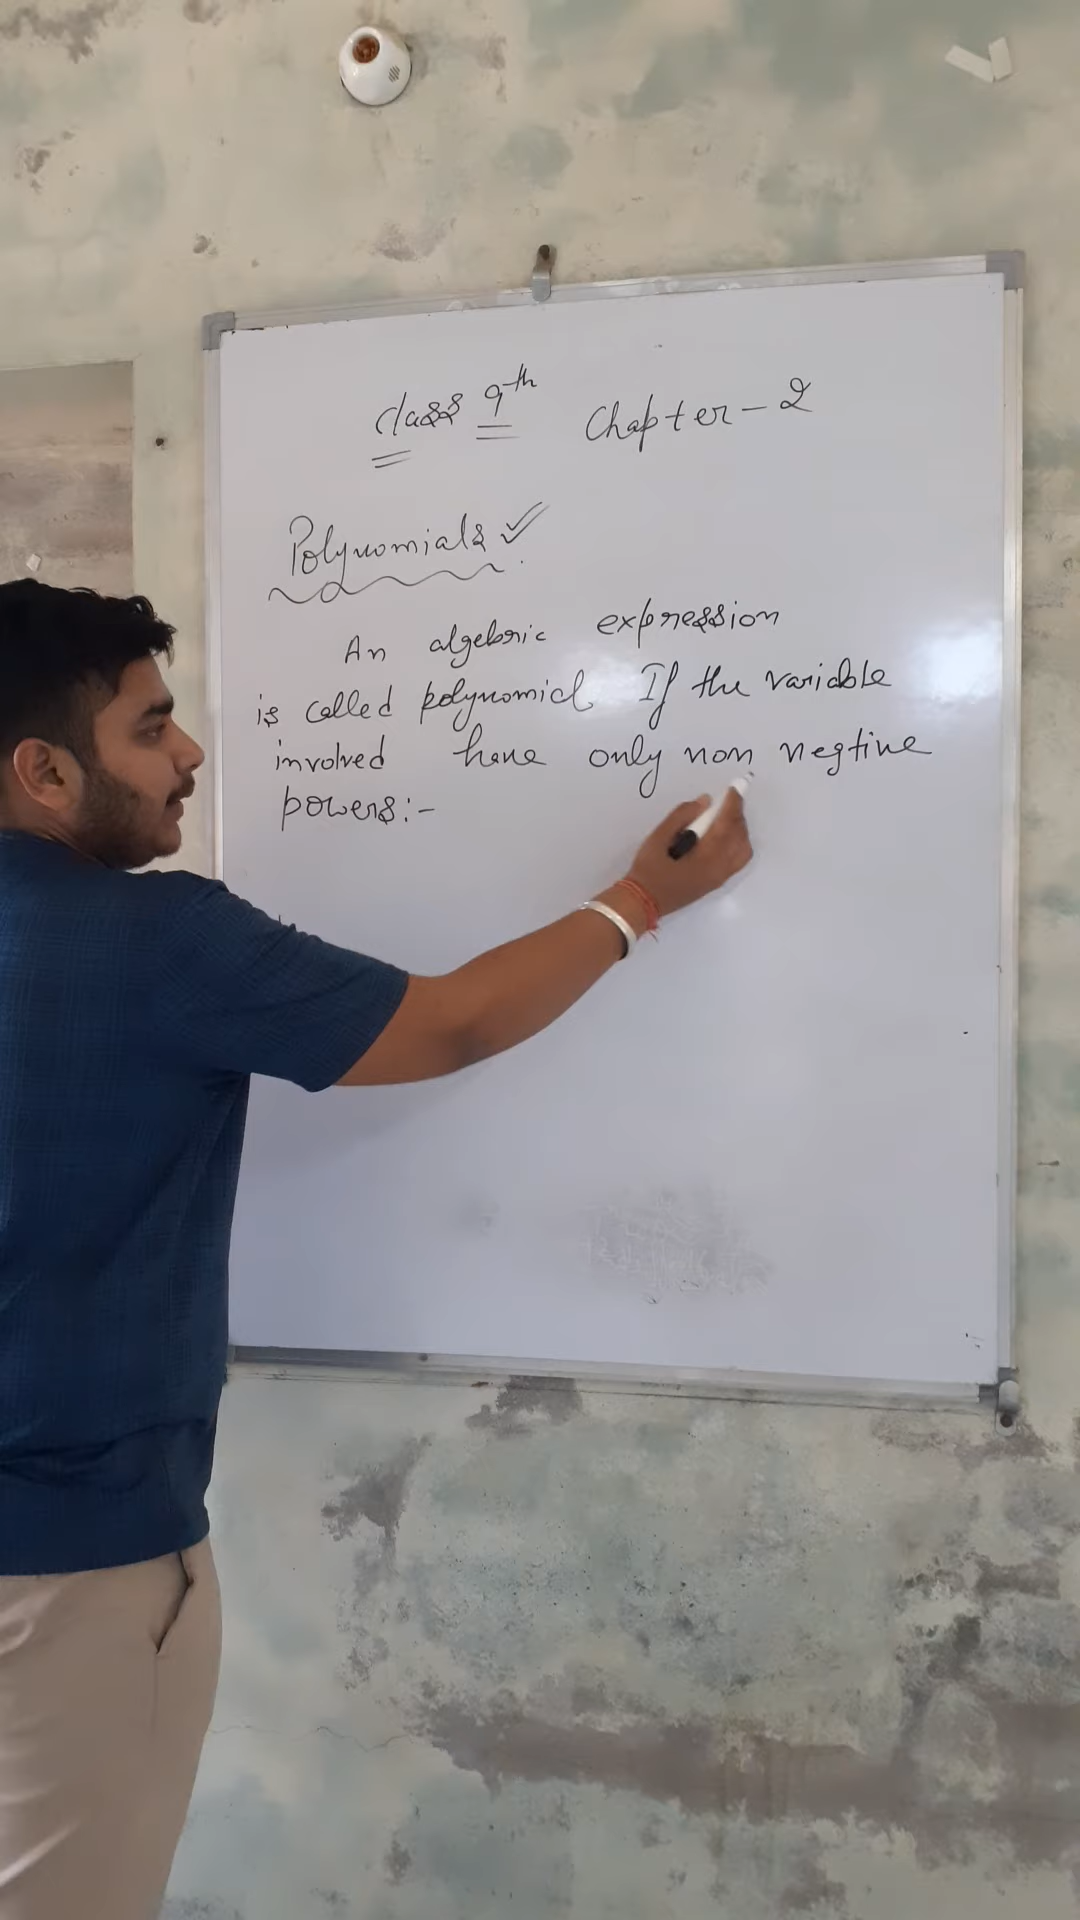 class 9th Chapter-2
Polynomials
An algebric expression
is called polynomial If the variable
involved have only non negtive
powers:-